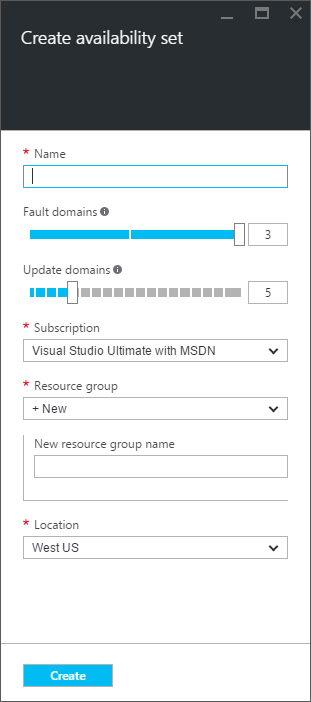 Create availability set
* Name
Fault domains
3
Update domains
5
* Subscription
Visual Studio Ultimate with MSDN
* Resource group
+ New
New resource group name
* Location
West US
Create